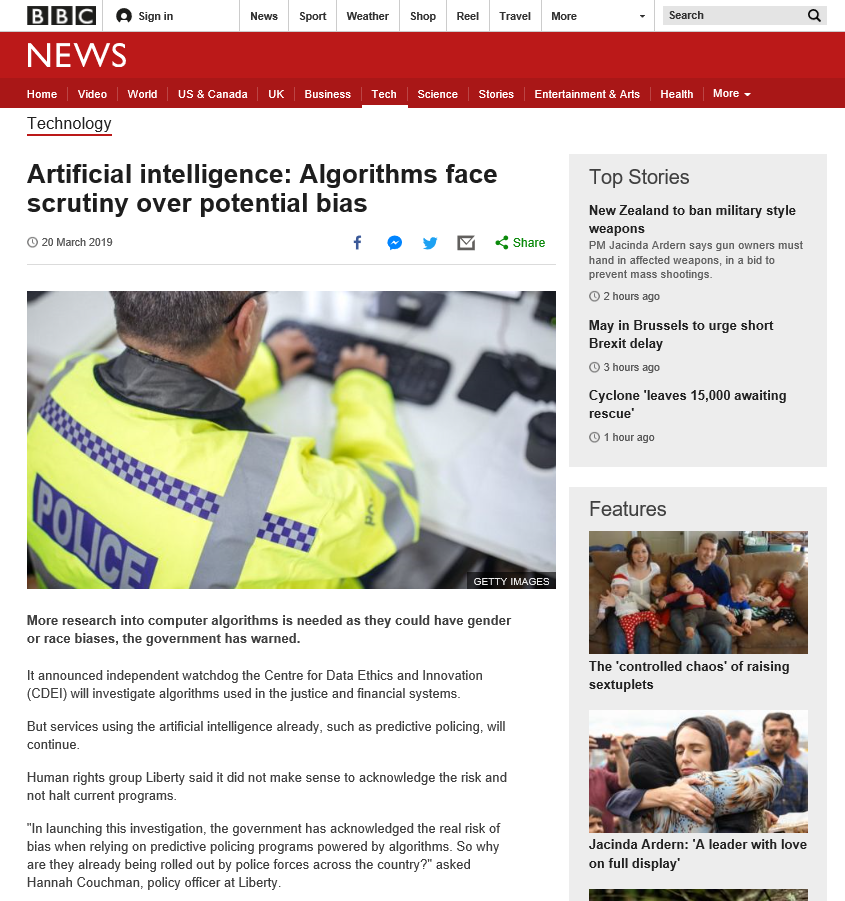 BBC
Sign in
News
Sport
Weather
Shop
Reel
Travel
More
Search
NEWS
Home
Video
World
US & Canada
UK
Business
Tech
Science
Stories
Entertainment & Arts
Health
More
Technology
Artificial intelligence: Algorithms face
scrutiny over potential bias
20 March 2019
Share
POLICE
GETTY IMAGES
More research into computer algorithms is needed as they could have gender
or race biases, the government has warned.
It announced independent watchdog the Centre for Data Ethics and Innovation
(CDEI) will investigate algorithms used in the justice and financial systems.
But services using the artificial intelligence already, such as predictive policing, will
continue.
Human rights group Liberty said it did not make sense to acknowledge the risk and
not halt current programs.
"In launching this investigation, the government has acknowledged the real risk of
bias when relying on predictive policing programs powered by algorithms. So why
are they already being rolled out by police forces across the country?" asked
Hannah Couchman, policy officer at Liberty.
Top Stories
New Zealand to ban military style
weapons
PM Jacinda Ardern says gun owners must
hand in affected weapons, in a bid to
prevent mass shootings.
2 hours ago
May in Brussels to urge short
Brexit delay
3 hours ago
Cyclone 'leaves 15,000 awaiting
rescue'
1 hour ago
Features
The 'controlled chaos' of raising
sextuplets
Jacinda Ardern: 'A leader with love
on full display'